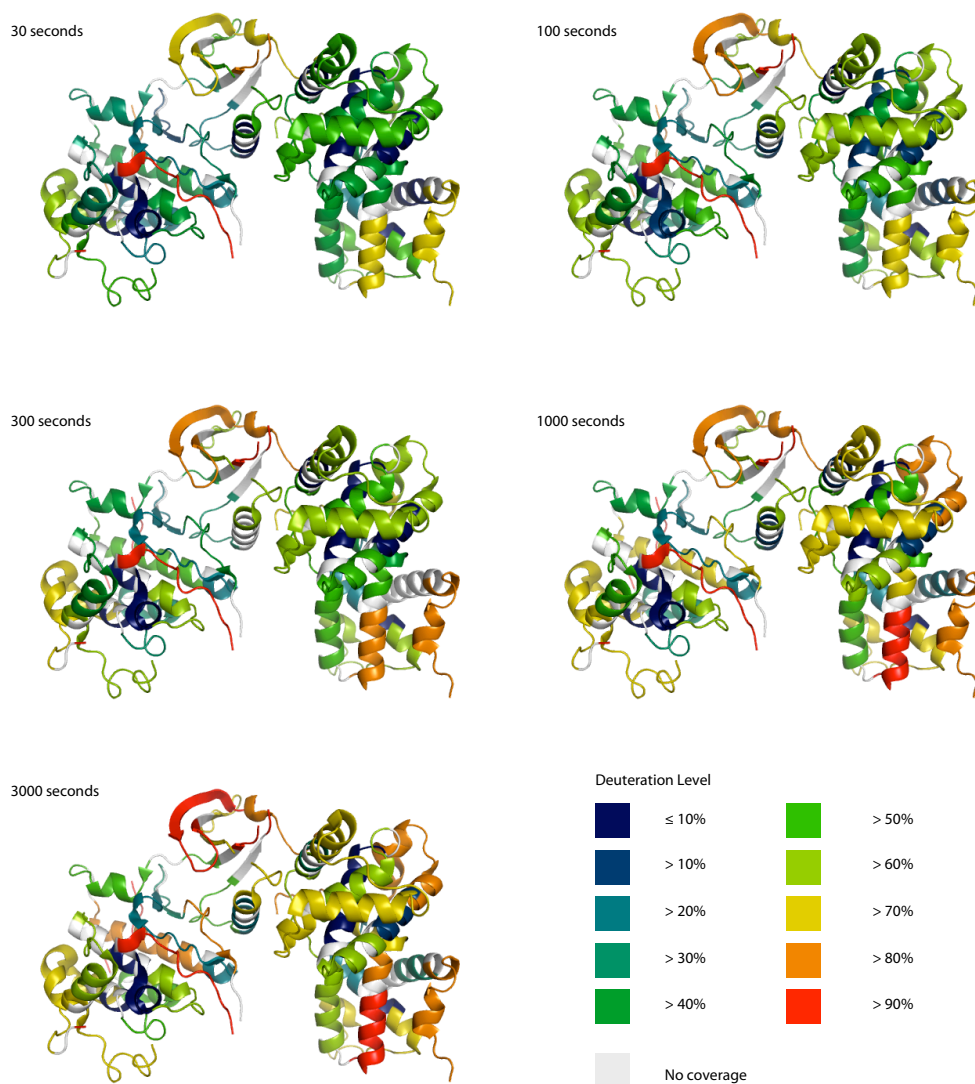 30 seconds
100 seconds
300 seconds
1000 seconds
3000 seconds
Deuteration Level
≤ 10%
> 50%
> 10%
> 60%
> 20%
> 70%
> 30%
> 80%
> 40%
> 90%
No coverage